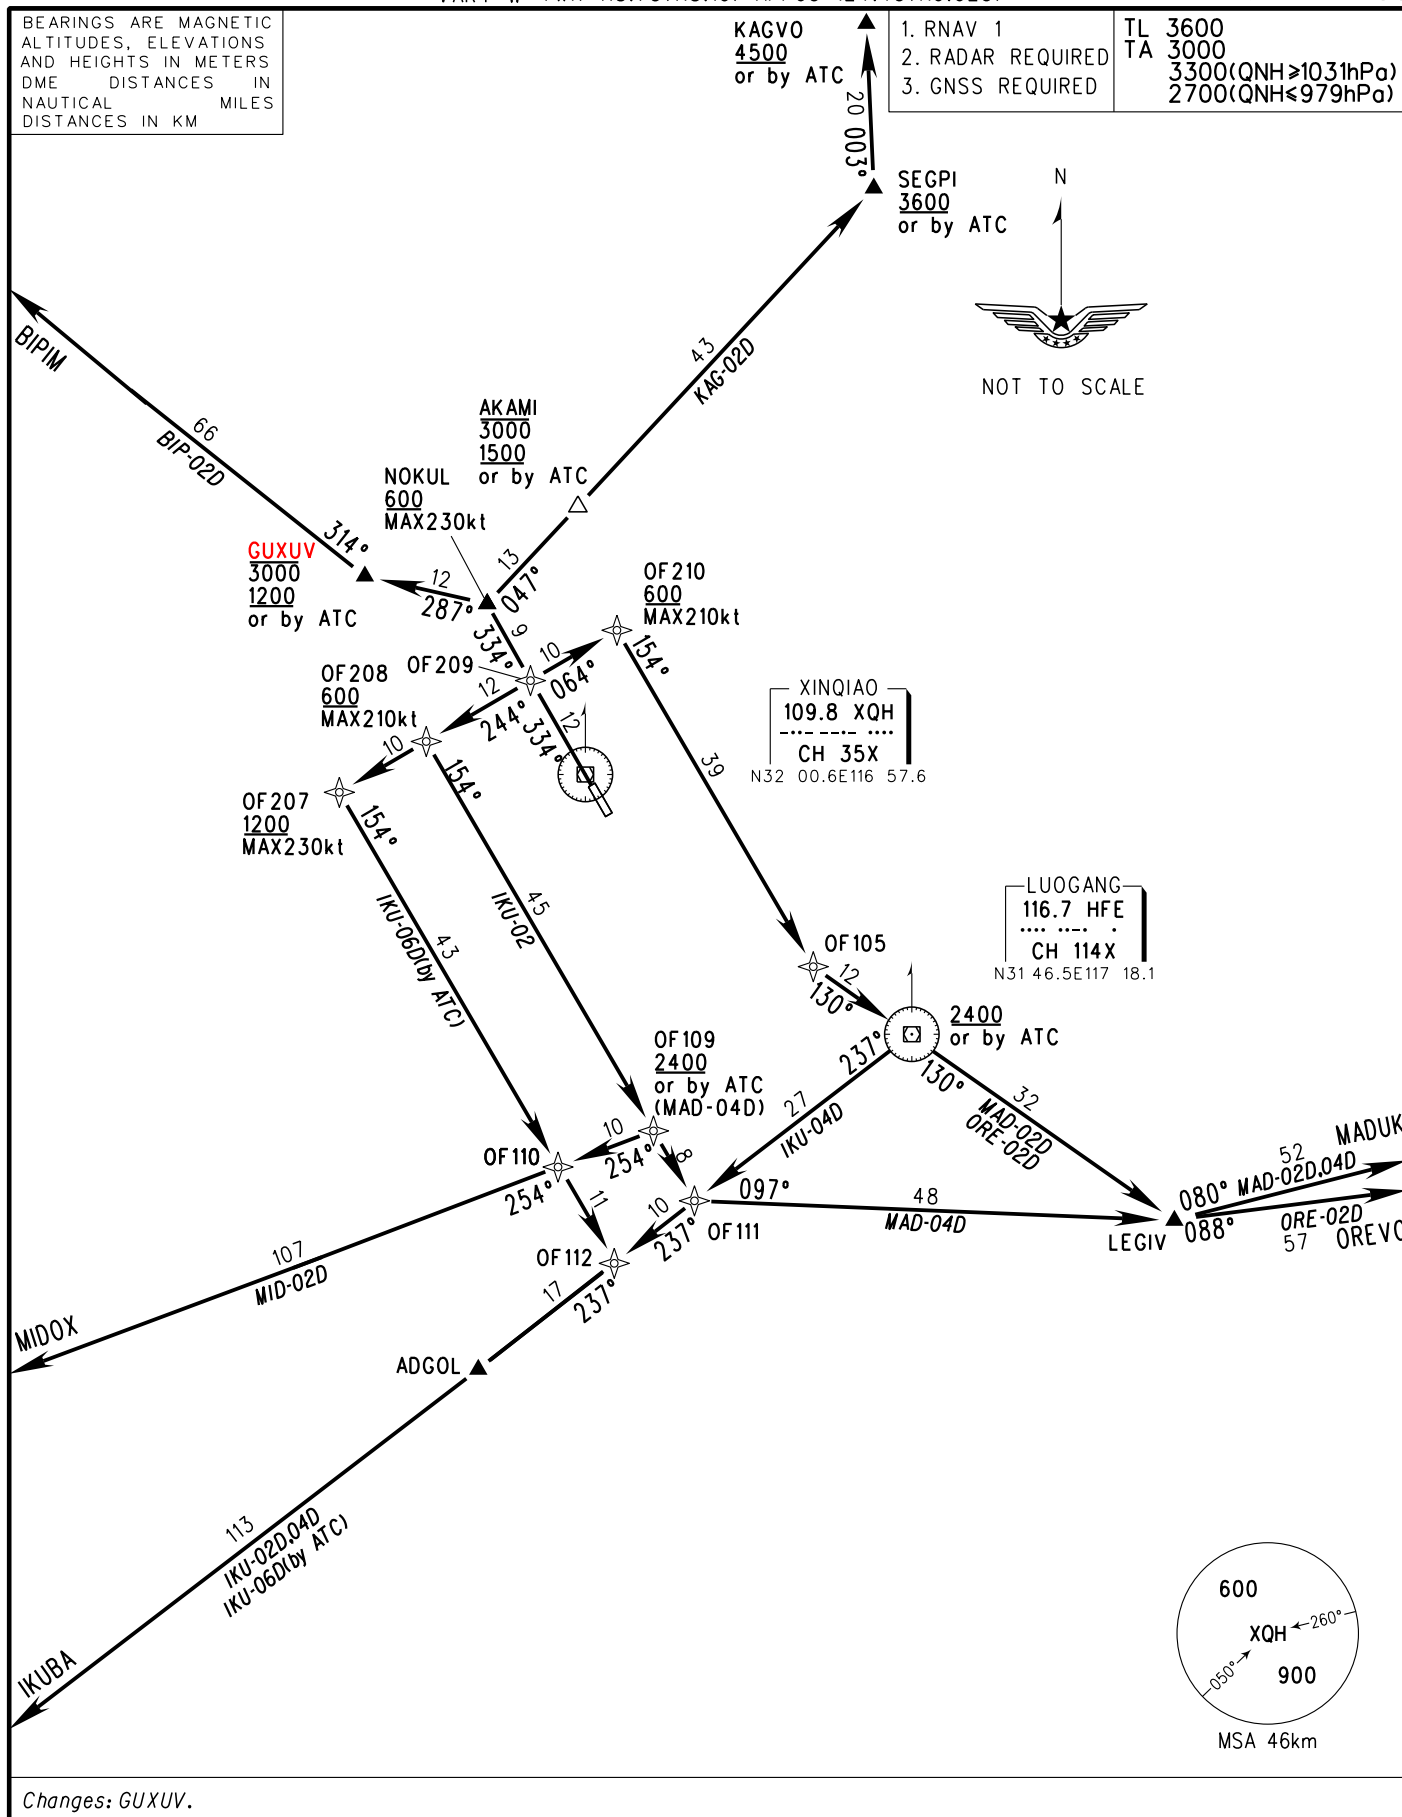 BEARINGS ARE MAGNETIC
ALTITUDES, ELEVATIONS
AND HEIGHTS IN METERS
DME DISTANCES IN
NAUTICAL MILES
DISTANCES IN KM
KAGVO
4500
or by ATC
1. RNAV 1
2. RADAR REQUIRED
3. GNSS REQUIRED
TL 3600
TA 3000
3300(QNH≥1031hPa)
2700(QNH≤979hPa)
20 003°
SEGPI
3600
or by ATC
N
NOT TO SCALE
BIPIM
66
BIP-02D
314°
43
KAG-02D
AKAMI
3000
1500
or by ATC
NOKUL
600
MAX230kt
GUXUV
3000
1200
or by ATC
12
287°
13
047°
9
334°
OF210
600
MAX210kt
154°
OF209
10
064°
OF208
600
MAX210kt
12
244°
12
334°
10
154°
OF207
1200
MAX230kt
154°
39
XINQIAO
109.8 XQH
CH 35X
N32 00.6E116 57.6
43
IKU-06D(by ATC)
45
IKU-02
LUOGANG
116.7 HFE
CH 114X
N31 46.5E117 18.1
OF105
12
130°
2400
or by ATC
237°
130°
27
IKU-04D
32
MAD-02D
ORE-02D
OF109
2400
or by ATC
(MAD-04D)
10
254°
8
OF110
254°
11
OF111
097°
48
MAD-04D
10
237°
LEGIV
080°
088°
52
MAD-02D,04D
MADUK
ORE-02D
57
OF112
17
237°
107
MID-02D
MIDOX
ADGOL
113
IKU-02D,04D
IKU-06D(by ATC)
IKUBA
600
XQH
260°
050°
900
MSA 46km
Changes: GUXUV.